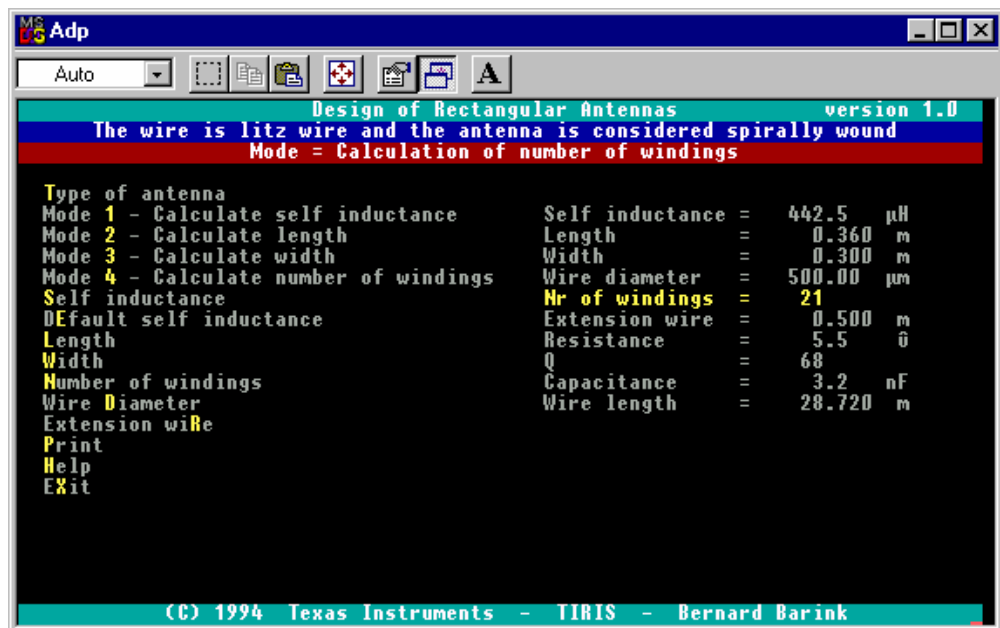 Adp
Auto
A
Design of Rectangular Antennas version 1.0
The wire is litz wire and the antenna is considered spirally wound
Mode = Calculation of number of windings
Type of antenna
Mode 1 - Calculate self inductance Self inductance = 442.5 µH
Mode 2 - Calculate length Length = 0.360 m
Mode 3 - Calculate width Width = 0.300 m
Mode 4 - Calculate number of windings Wire diameter = 500.00 µm
Self inductance Nr of windings = 21
DEfault self inductance Extension wire = 0.500 m
Length Resistance = 5.5 û
Width Q = 68
Number of windings Capacitance = 3.2 nF
Wire Diameter Wire length = 28.720 m
Extension wiRe
Print
Help
EXit
(C) 1994 Texas Instruments - TIRIS - Bernard Barink